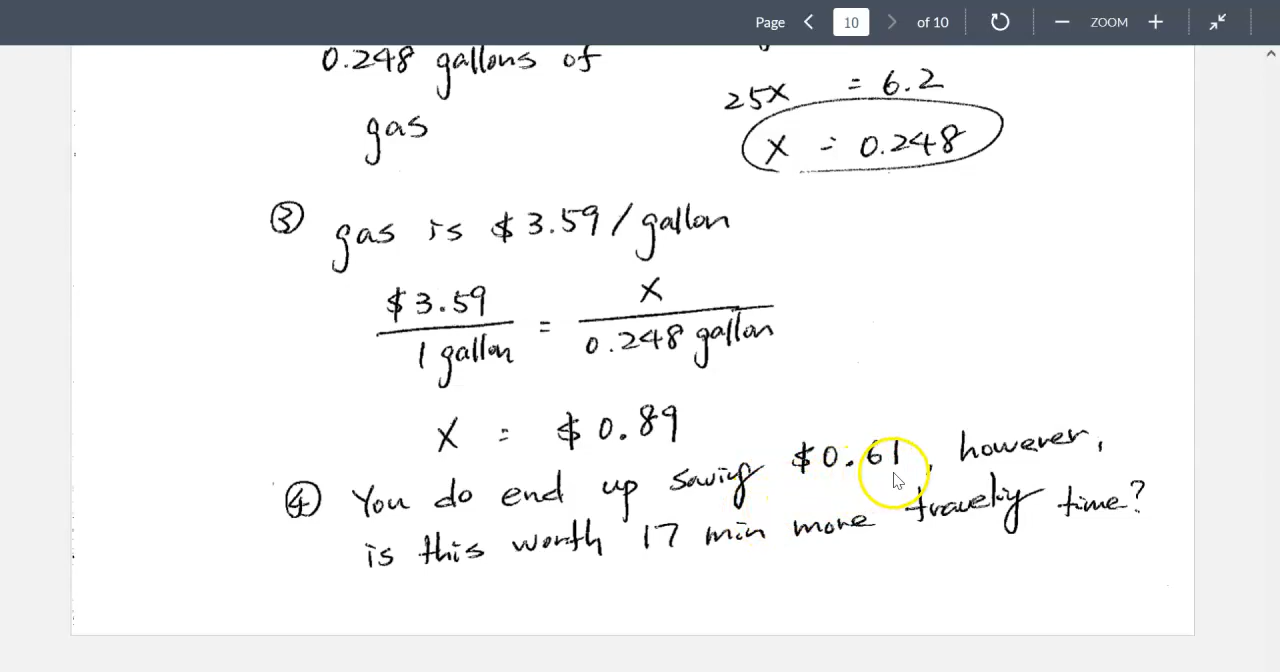 Page 10 of 10 ZOOM
0.248 gallons of
gas
25x = 6.2
x = 0.248
③ gas is $3.59/gallon
$3.59 / 1 gallon = x / 0.248 gallon
x = $0.89
④ You do end up saving $0.61, however,
is this worth 17 min more traveling time?